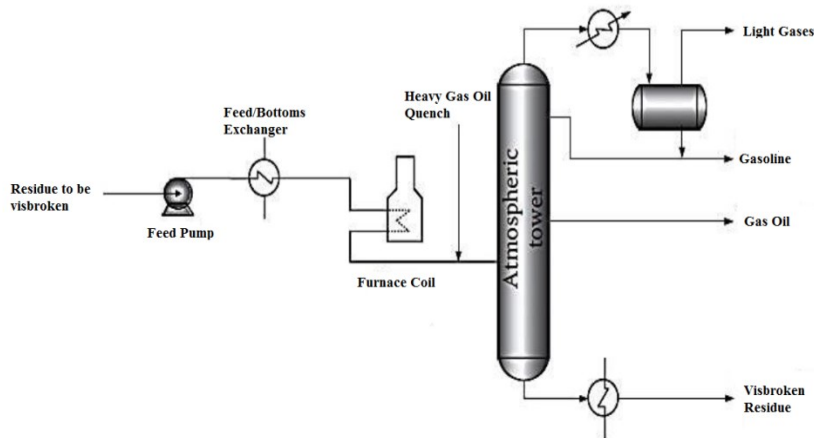 Light Gases
Heavy Gas Oil
Quench
Feed/Bottoms
Exchanger
Gasoline
Residue to be
visbroken
Atmospheric
tower
Gas Oil
Feed Pump
Furnace Coil
Visbroken
Residue